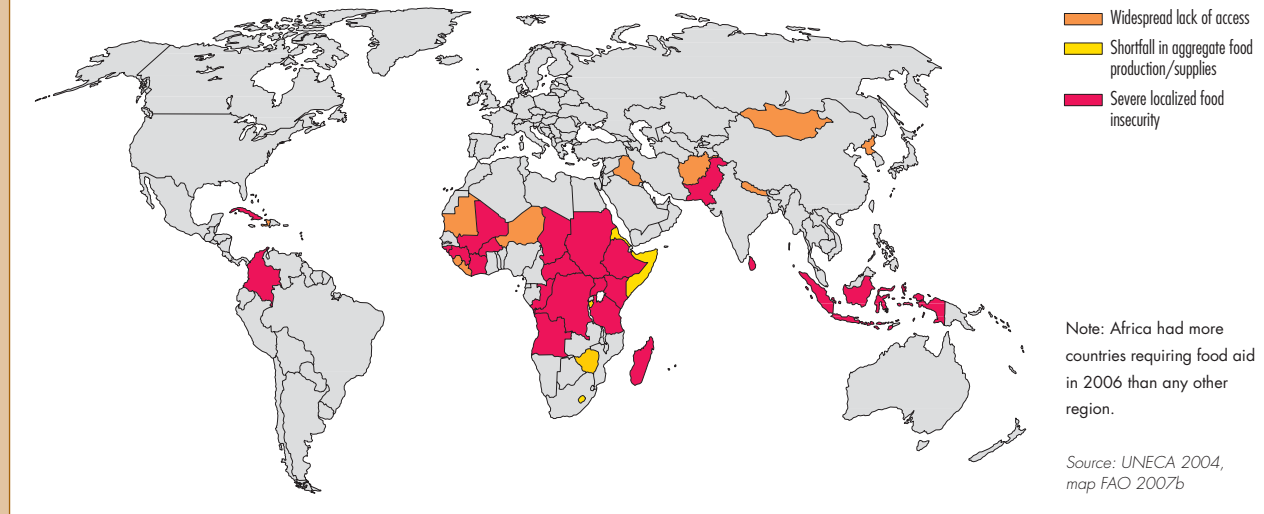 Widespread lack of access
Shortfall in aggregate food
production/supplies
Severe localized food
insecurity
Note: Africa had more
countries requiring food aid
in 2006 than any other
region.
Source: UNECA 2004,
map FAO 2007b